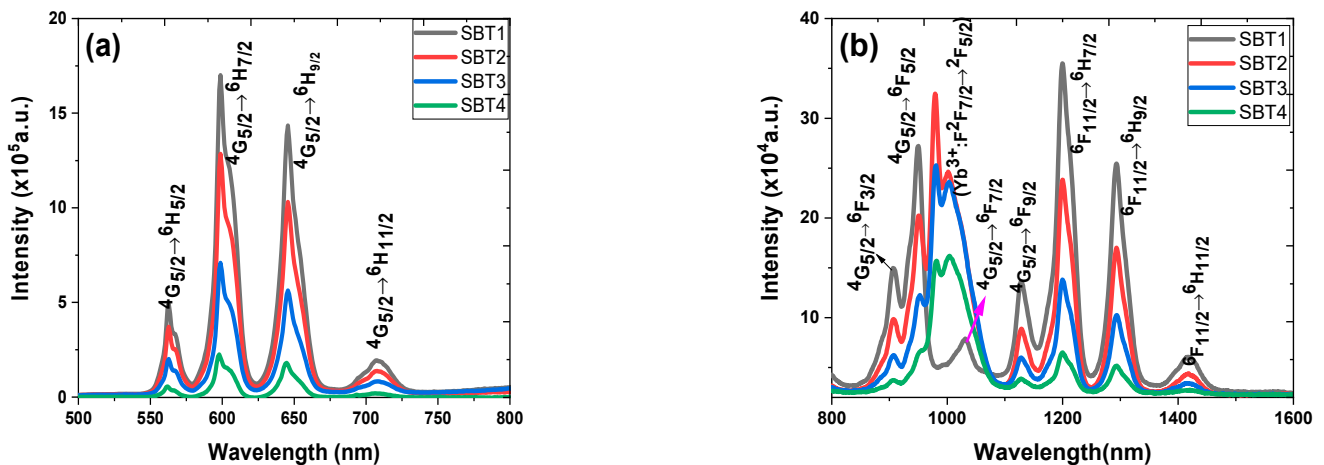 (a)
SBT1
SBT2
SBT3
SBT4
⁴G5/2→⁶H5/2
⁴G5/2→⁶H7/2
⁴G5/2→⁶H9/2
⁴G5/2→⁶H11/2
20
15
10
5
0
Intensity (x10⁵a.u.)
500 550 600 650 700 750 800
Wavelength (nm)
(b)
SBT1
SBT2
SBT3
SBT4
⁴G5/2→⁶F3/2
⁴G5/2→⁶F5/2
(Yb³⁺:F²F7/2→²F5/2)
⁴G5/2→⁶F7/2
⁴G5/2→⁶F9/2
⁶F11/2→⁶H7/2
⁶F11/2→⁶H9/2
⁶F11/2→⁶H11/2
40
30
20
10
Intensity (x10⁴a.u.)
800 1000 1200 1400 1600
Wavelength(nm)